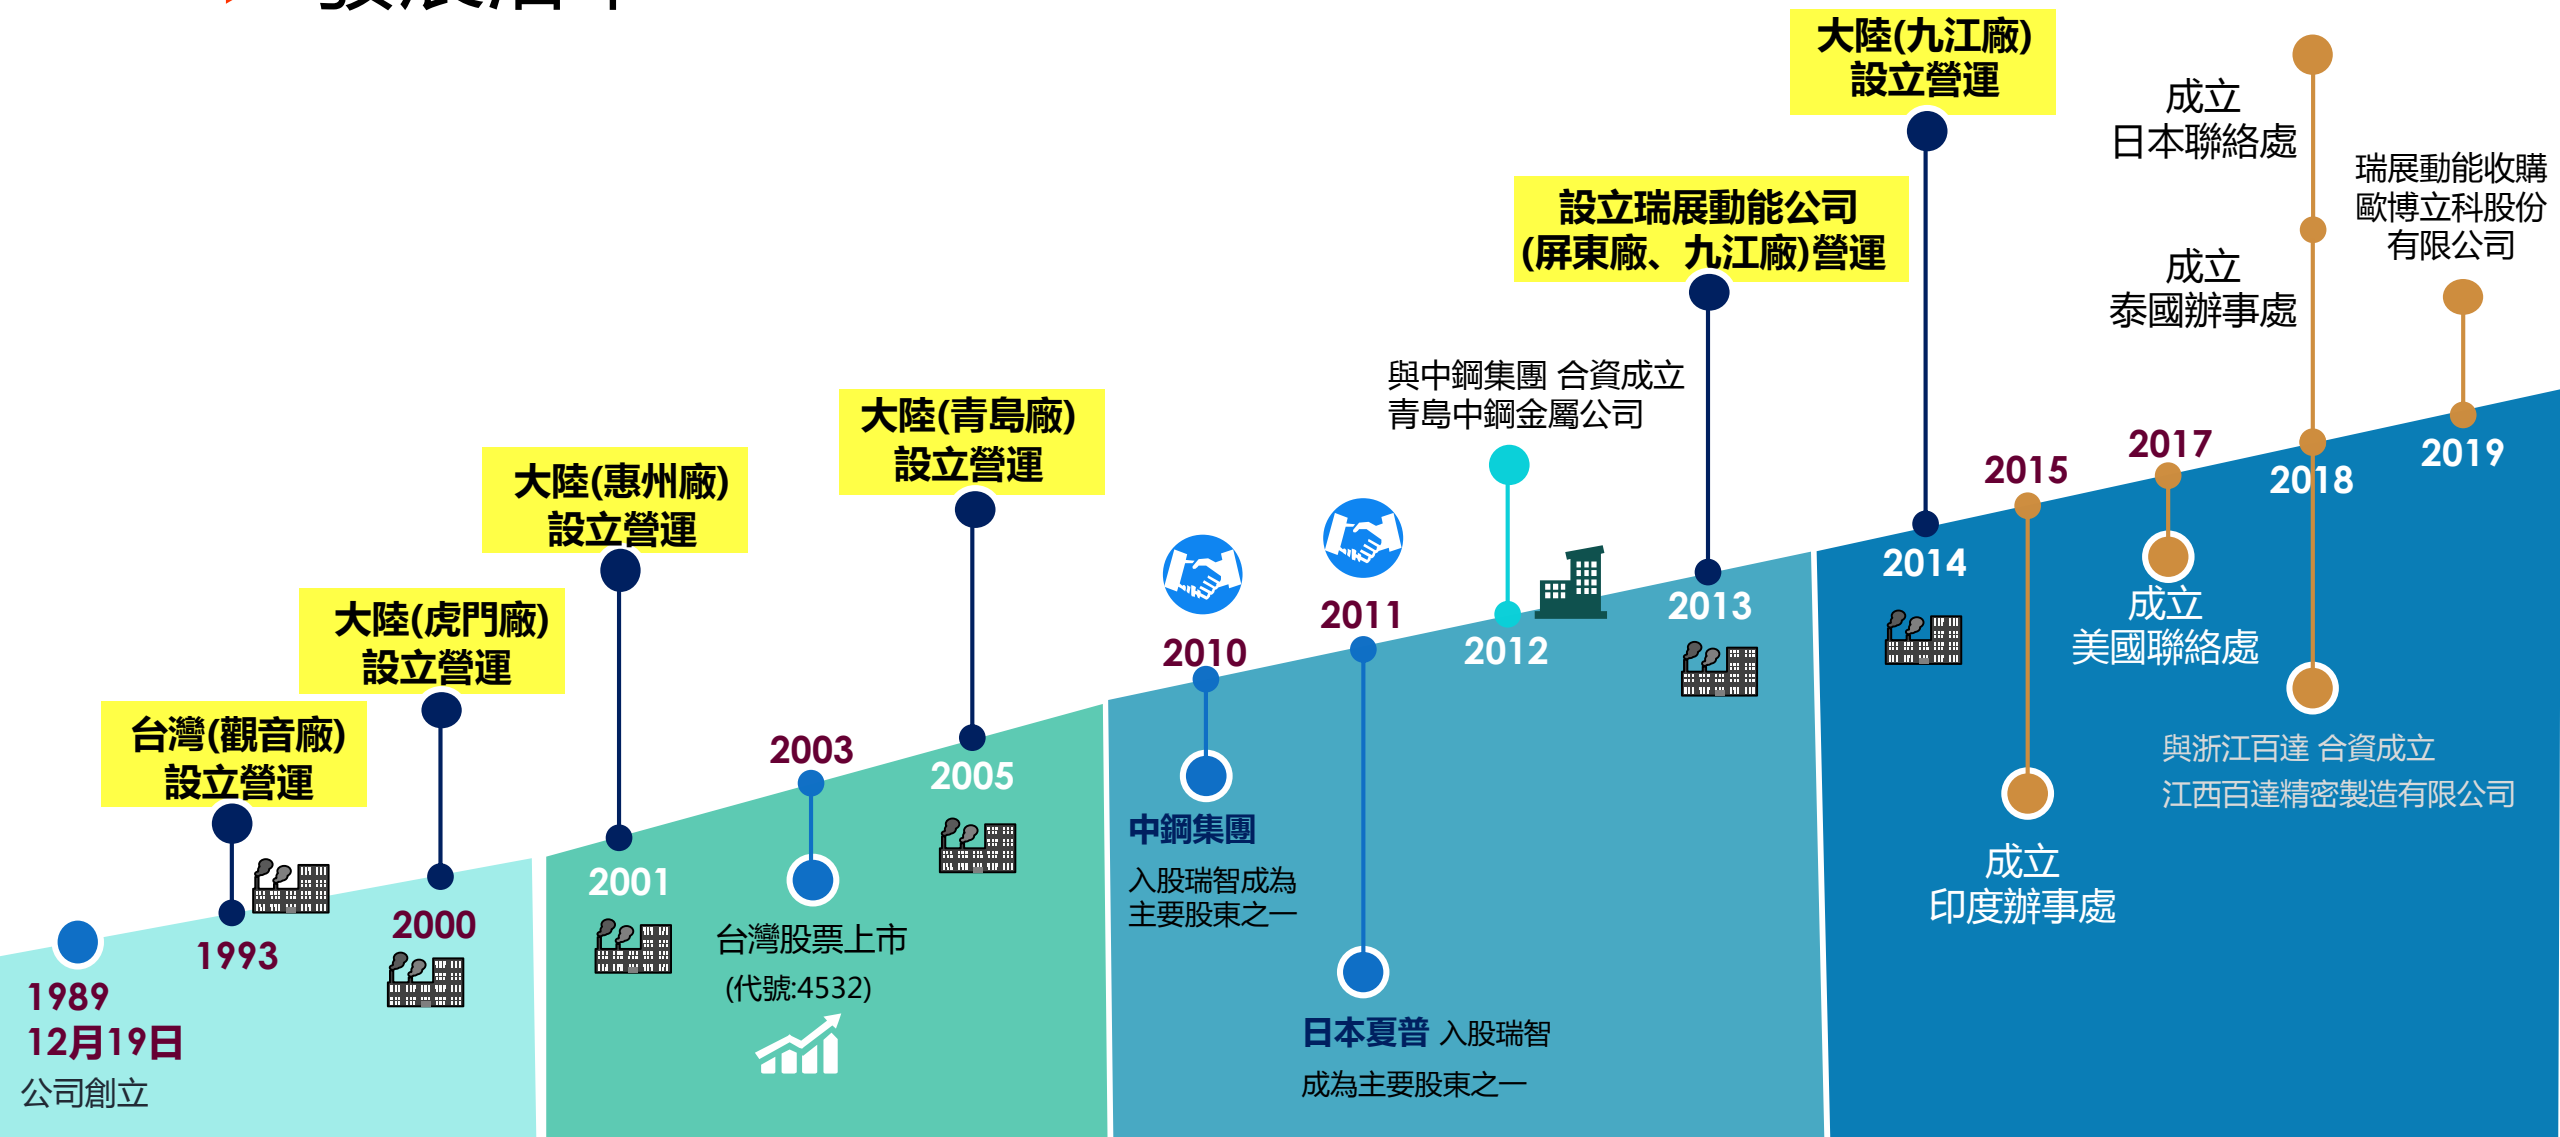 發展沿革
1989
12月19日
公司創立
台灣(觀音廠)
設立營運
1993
大陸(虎門廠)
設立營運
2000
大陸(惠州廠)
設立營運
2001
2003
台灣股票上市
(代號:4532)
大陸(青島廠)
設立營運
2005
2010
中鋼集團
入股瑞智成為
主要股東之一
2011
日本夏普 入股瑞智
成為主要股東之一
與中鋼集團 合資成立
青島中鋼金屬公司
2012
設立瑞展動能公司
(屏東廠、九江廠)營運
2013
大陸(九江廠)
設立營運
2014
2015
成立
印度辦事處
2017
成立
美國聯絡處
成立
日本聯絡處
成立
泰國辦事處
2018
與浙江百達 合資成立
江西百達精密製造有限公司
瑞展動能收購
歐博立科股份
有限公司
2019